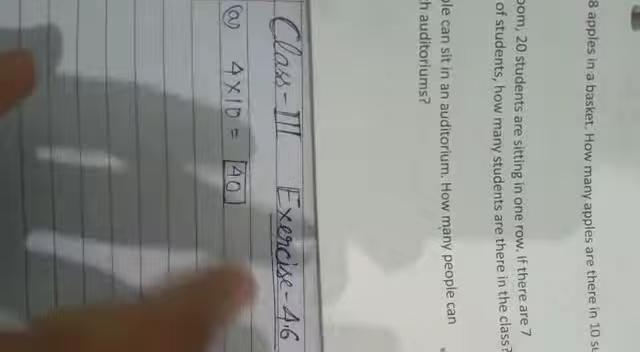 8 apples in a basket. How many apples are there in 10
oom, 20 students are sitting in one row. If there are 7
of students, how many students are there in the class?
ple can sit in an auditorium. How many people can
h auditoriums?
Class-III Exercise-4.6
(a) 4×10 = 40